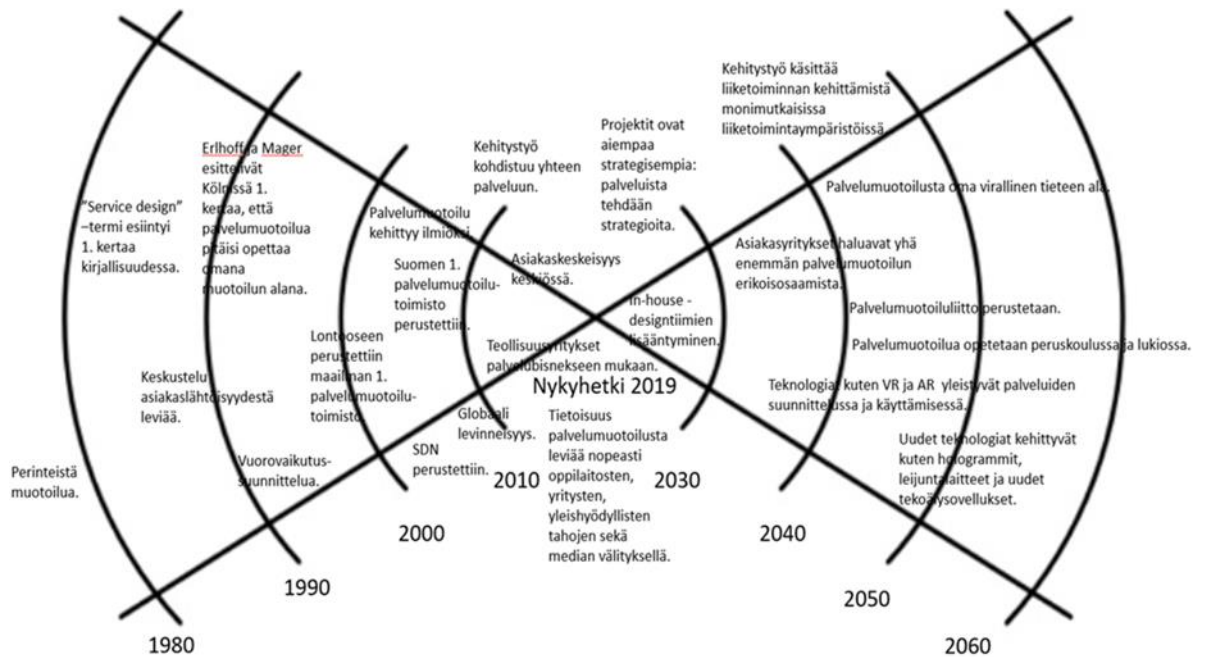 Kehitystyö käsittää
liiketoiminnan kehittämistä
monimutkaisissa
liiketoimintaympäristöissä.
Projektit ovat
aiempaa
strategisempia:
palveluista
tehdään
strategioita.
Kehitystyö
kohdistuu yhteen
palveluun.
Erlhoff ja Mager
esittelivät
Kölnissä 1.
kertaa, että
palvelumuotoilua
pitäisi opettaa
omana
muotoilun alana.
"Service design"
–termi esiintyi
1. kertaa
kirjallisuudessa.
Palvelumuotoilu
kehittyy ilmiöksi.
Palvelumuotoilusta oma virallinen tieteen ala.
Asiakaskeskeisyys
keskiössä.
Suomen 1.
palvelumuotoilu-
toimisto
perustettiin.
Asiakasyritykset haluavat yhä
enemmän palvelumuotoilun
erikoisosaamista.
In-house -
designtiimien
lisääntyminen.
Palvelumuotoiluliitto perustetaan.
Lontooseen
perustettiin
maailman 1.
palvelumuotoilu-
toimisto.
Teollisuusyritykset
palvelubisnekseen mukaan.
Palvelumuotoilua opetetaan peruskoulussa ja lukiossa.
Keskustelu
asiakaslähtöisyydestä
leviää.
Nykyhetki 2019
Teknologiat kuten VR ja AR yleistyvät palveluiden
suunnittelussa ja käyttämisessä.
Globaali
levinneisyys.
Tietoisuus
palvelumuotoilusta
leviää nopeasti
oppilaitosten,
yritysten,
yleishyödyllisten
tahojen sekä
median välityksellä.
Uudet teknologiat kehittyvät
kuten hologrammit,
leijuntalaitteet ja uudet
tekoälysovellukset.
SDN
perustettiin.
Vuorovaikutus-
suunnittelua.
Perinteistä
muotoilua.
2010
2030
2000
2040
1990
2050
1980
2060